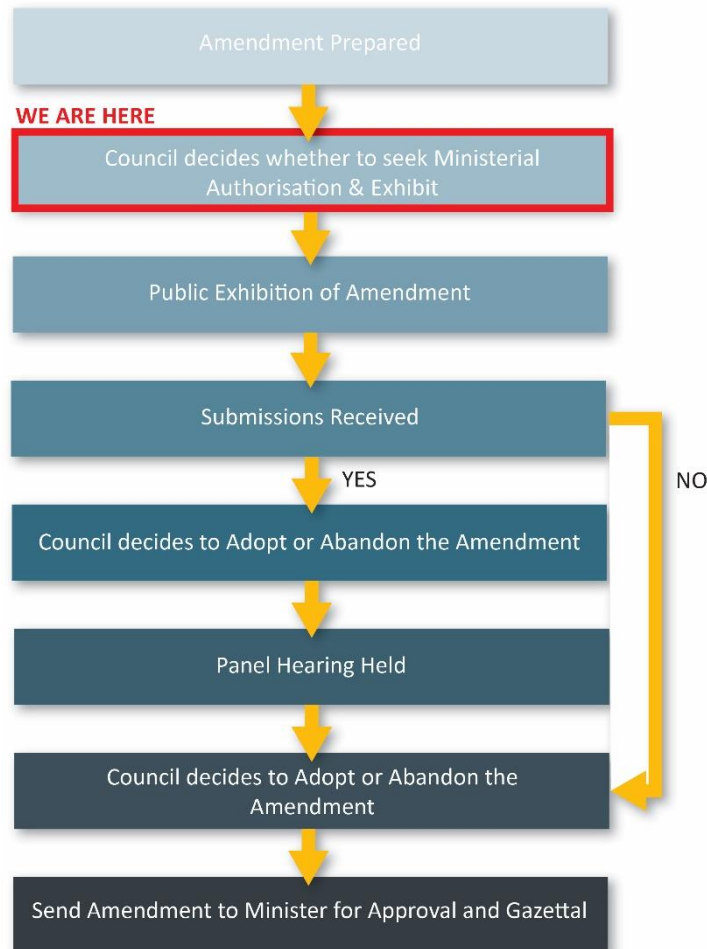 Amendment Prepared
WE ARE HERE
Council decides whether to seek Ministerial
Authorisation & Exhibit
Public Exhibition of Amendment
Submissions Received
YES
NO
Council decides to Adopt or Abandon the Amendment
Panel Hearing Held
Council decides to Adopt or Abandon the
Amendment
Send Amendment to Minister for Approval and Gazettal